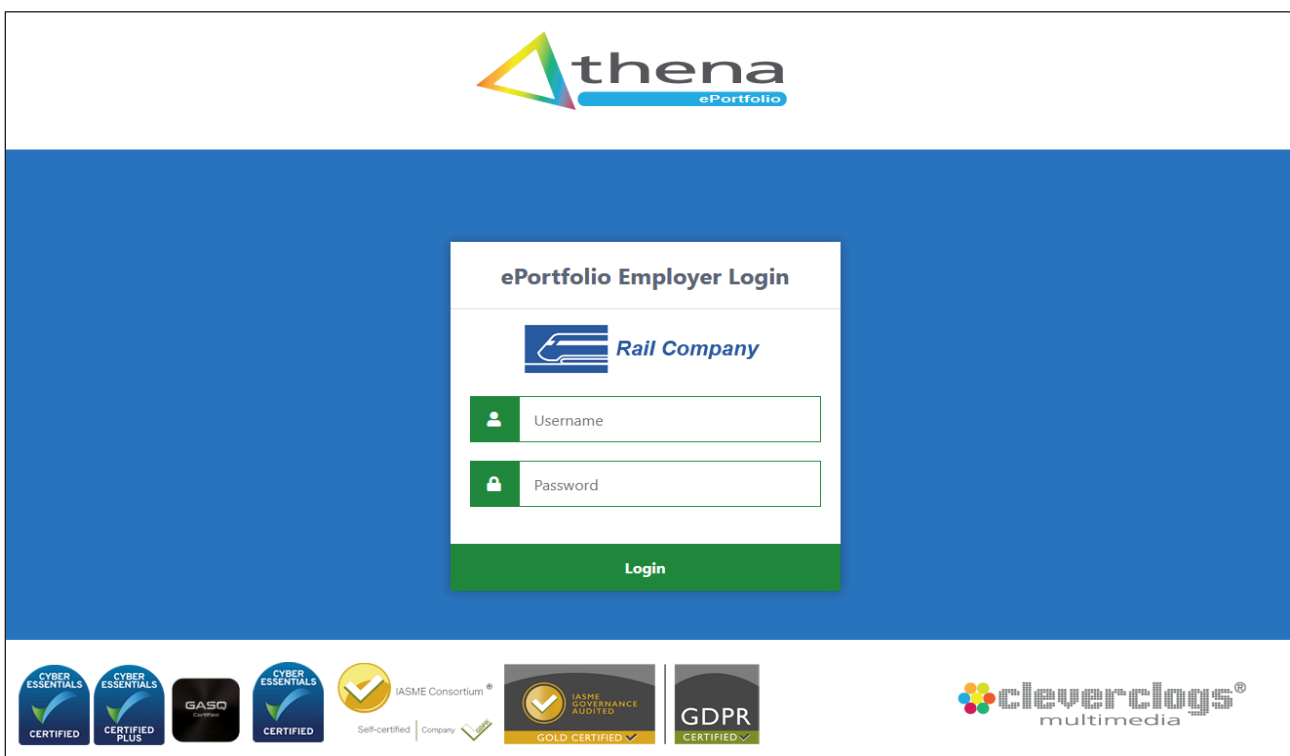 thena
ePortfolio
ePortfolio Employer Login
Rail Company
Username
Password
Login
CYBER ESSENTIALS
CERTIFIED
CYBER ESSENTIALS
CERTIFIED PLUS
GASQ
Certified
CYBER ESSENTIALS
CERTIFIED
IASME Consortium ®
Self-certified | Company
IASME
GOVERNANCE
AUDITED
GOLD CERTIFIED
GDPR
CERTIFIED
cleverclogs®
multimedia